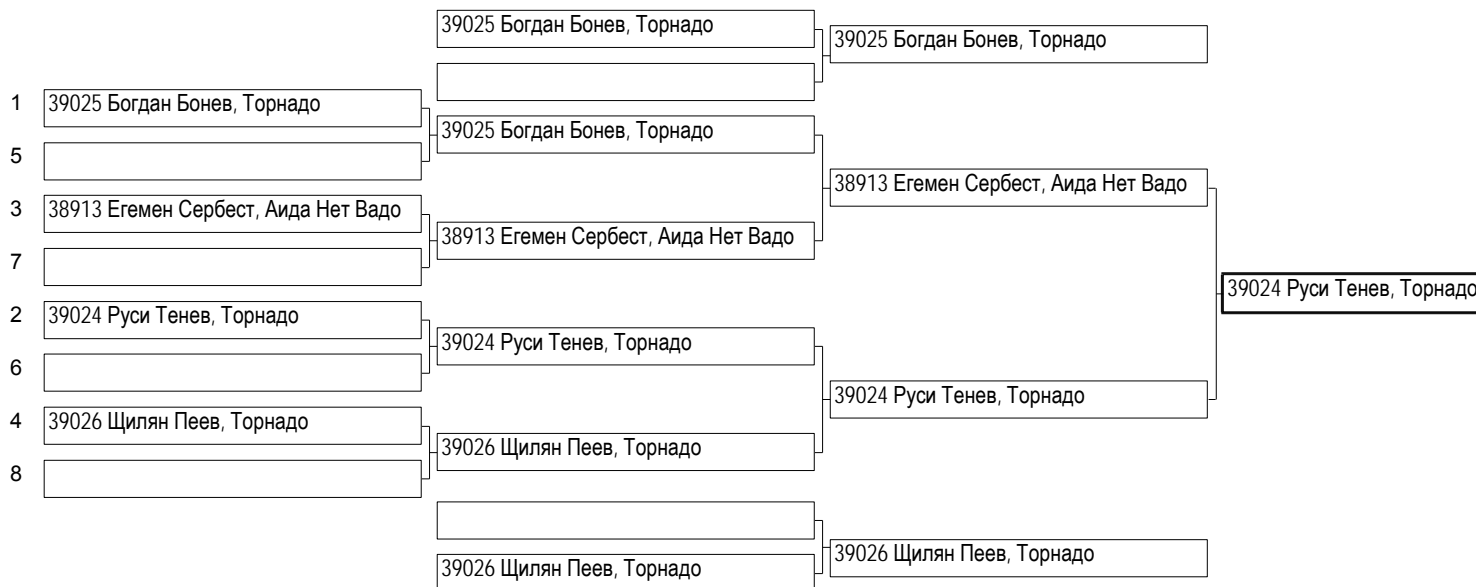 39025 Богдан Бонев, Торнадо
39025 Богдан Бонев, Торнадо
1 39025 Богдан Бонев, Торнадо
39025 Богдан Бонев, Торнадо
5
38913 Егемен Сербест, Аида Нет Вадо
3 38913 Егемен Сербест, Аида Нет Вадо
38913 Егемен Сербест, Аида Нет Вадо
7
39024 Руси Тенев, Торнадо
2 39024 Руси Тенев, Торнадо
39024 Руси Тенев, Торнадо
6
39024 Руси Тенев, Торнадо
4 39026 Щилян Пеев, Торнадо
39026 Щилян Пеев, Торнадо
8
39026 Щилян Пеев, Торнадо
39026 Щилян Пеев, Торнадо